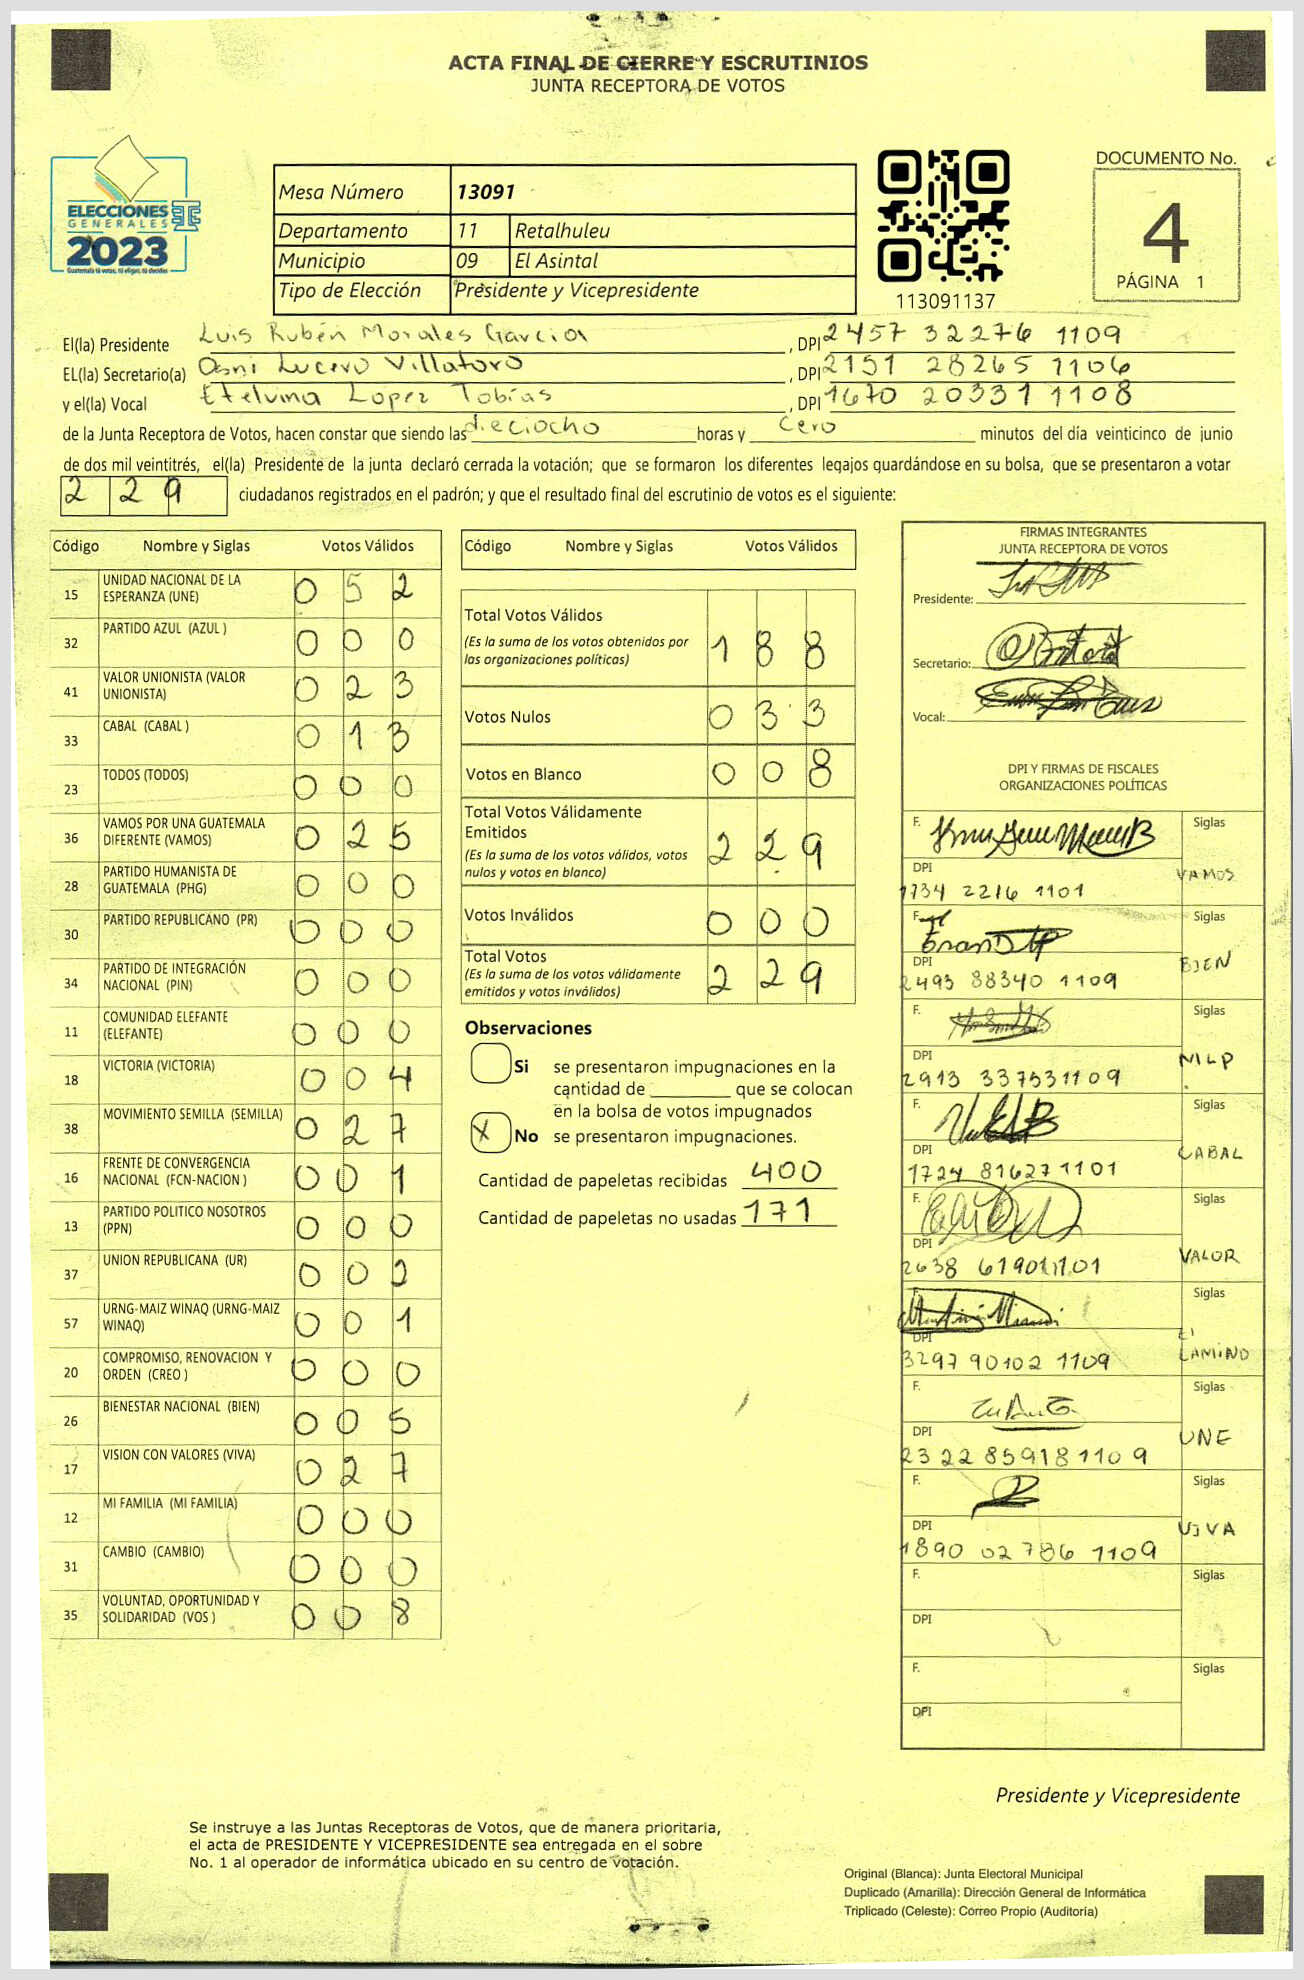 ACTA FINAL DE CIERRE Y ESCRUTINIOS
JUNTA RECEPTORA DE VOTOS
ELECCIONES
GENERALES
2023
Guatemala tú votas, tú eliges, tú decides
Mesa Número 13091
Departamento 11 Retalhuleu
Municipio 09 El Asintal
Tipo de Elección Presidente y Vicepresidente
113091137
DOCUMENTO No.
4
PÁGINA 1
El(la) Presidente Luis Rubén Morales Garcia, DPI 2457 32276 1109
EL(la) Secretario(a) Osni Lucero Villatoro, DPI 2151 28265 1106
y el(la) Vocal Etelvina Lopez Tobías, DPI 1670 20331 1108
de la Junta Receptora de Votos, hacen constar que siendo las dieciocho horas y cero minutos del día veinticinco de junio
de dos mil veintitrés, el(la) Presidente de la junta declaró cerrada la votación; que se formaron los diferentes legajos guardándose en su bolsa, que se presentaron a votar
2 2 9 ciudadanos registrados en el padrón; y que el resultado final del escrutinio de votos es el siguiente:
Código Nombre y Siglas Votos Válidos
15 UNIDAD NACIONAL DE LA ESPERANZA (UNE) 0 5 2
32 PARTIDO AZUL (AZUL ) 0 0 0
41 VALOR UNIONISTA (VALOR UNIONISTA) 0 2 3
33 CABAL (CABAL ) 0 1 3
23 TODOS (TODOS) 0 0 0
36 VAMOS POR UNA GUATEMALA DIFERENTE (VAMOS) 0 2 5
28 PARTIDO HUMANISTA DE GUATEMALA (PHG) 0 0 0
30 PARTIDO REPUBLICANO (PR) 0 0 0
34 PARTIDO DE INTEGRACIÓN NACIONAL (PIN) 0 0 0
11 COMUNIDAD ELEFANTE (ELEFANTE) 0 0 0
18 VICTORIA (VICTORIA) 0 0 4
38 MOVIMIENTO SEMILLA (SEMILLA) 0 2 7
16 FRENTE DE CONVERGENCIA NACIONAL (FCN-NACION ) 0 0 1
13 PARTIDO POLITICO NOSOTROS (PPN) 0 0 0
37 UNION REPUBLICANA (UR) 0 0 2
57 URNG-MAIZ WINAQ (URNG-MAIZ WINAQ) 0 0 1
20 COMPROMISO, RENOVACION Y ORDEN (CREO ) 0 0 0
26 BIENESTAR NACIONAL (BIEN) 0 0 5
17 VISION CON VALORES (VIVA) 0 2 7
12 MI FAMILIA (MI FAMILIA) 0 0 0
31 CAMBIO (CAMBIO) 0 0 0
35 VOLUNTAD, OPORTUNIDAD Y SOLIDARIDAD (VOS ) 0 0 8
Código Nombre y Siglas Votos Válidos
Total Votos Válidos 1 8 8
(Es la suma de los votos obtenidos por
las organizaciones políticas)
Votos Nulos 0 3 3
Votos en Blanco 0 0 8
Total Votos Válidamente
Emitidos 2 2 9
(Es la suma de los votos válidos, votos
nulos y votos en blanco)
Votos Inválidos 0 0 0
Total Votos 2 2 9
(Es la suma de los votos válidamente
emitidos y votos inválidos)
Observaciones
Si se presentaron impugnaciones en la
cantidad de ________ que se colocan
en la bolsa de votos impugnados
X No se presentaron impugnaciones.
Cantidad de papeletas recibidas 400
Cantidad de papeletas no usadas 171
FIRMAS INTEGRANTES
JUNTA RECEPTORA DE VOTOS
Presidente:
Secretario:
Vocal:
DPI Y FIRMAS DE FISCALES
ORGANIZACIONES POLÍTICAS
F. Siglas
DPI VAMOS
1734 2216 1101
F. Siglas
DPI BIEN
2493 88340 1109
F. Siglas
DPI MLP
2913 33753 1109
F. Siglas
DPI CABAL
1724 81627 1101
F. Siglas
DPI VALOR
2638 61901 1101
F. Siglas
DPI El CAMINO
3297 90102 1109
F. Siglas
DPI UNE
2322 85918 1109
F. Siglas
DPI VIVA
1890 02786 1109
F. Siglas
DPI
F. Siglas
DPI
Presidente y Vicepresidente
Se instruye a las Juntas Receptoras de Votos, que de manera prioritaria,
el acta de PRESIDENTE Y VICEPRESIDENTE sea entregada en el sobre
No. 1 al operador de informática ubicado en su centro de votación.
Original (Blanca): Junta Electoral Municipal
Duplicado (Amarilla): Dirección General de Informática
Triplicado (Celeste): Correo Propio (Auditoría)